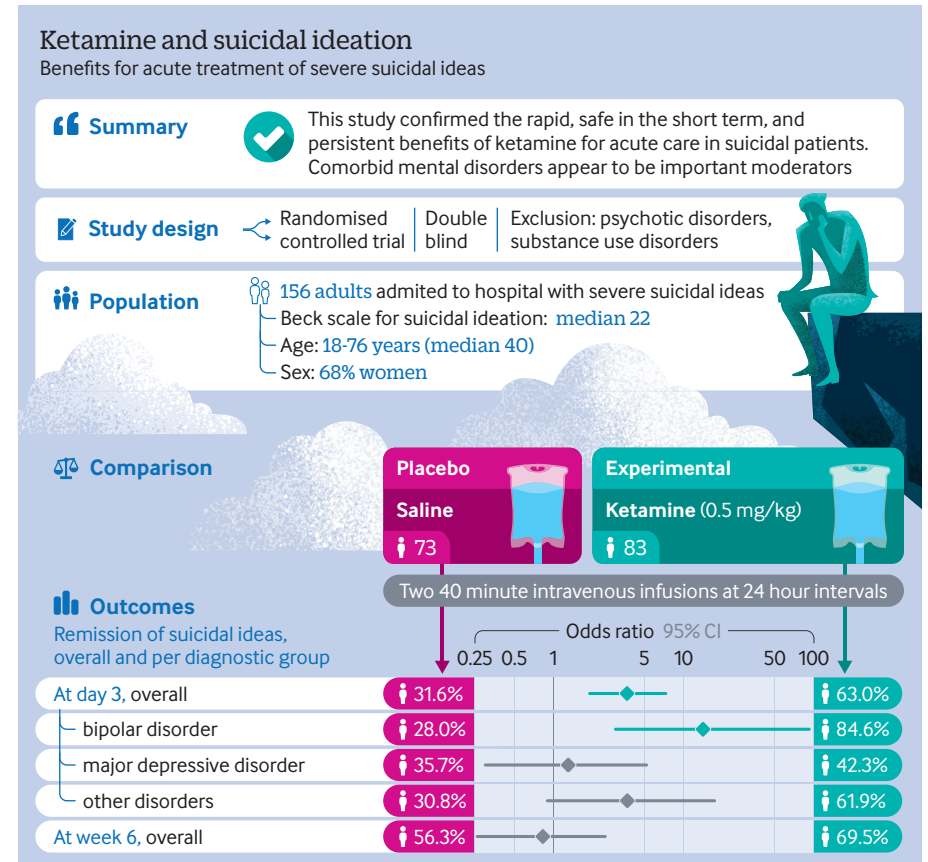 Ketamine and suicidal ideation
Benefits for acute treatment of severe suicidal ideas
Summary
This study confirmed the rapid, safe in the short term, and
persistent benefits of ketamine for acute care in suicidal patients.
Comorbid mental disorders appear to be important moderators
Study design
Randomised
controlled trial
Double
blind
Exclusion: psychotic disorders,
substance use disorders
Population
156 adults admited to hospital with severe suicidal ideas
Beck scale for suicidal ideation: median 22
Age: 18-76 years (median 40)
Sex: 68% women
Comparison
Placebo
Saline
73
Experimental
Ketamine (0.5 mg/kg)
83
Two 40 minute intravenous infusions at 24 hour intervals
Outcomes
Remission of suicidal ideas,
overall and per diagnostic group
Odds ratio 95% CI
0.25 0.5 1 5 10 50 100
At day 3, overall 31.6% 63.0%
bipolar disorder 28.0% 84.6%
major depressive disorder 35.7% 42.3%
other disorders 30.8% 61.9%
At week 6, overall 56.3% 69.5%